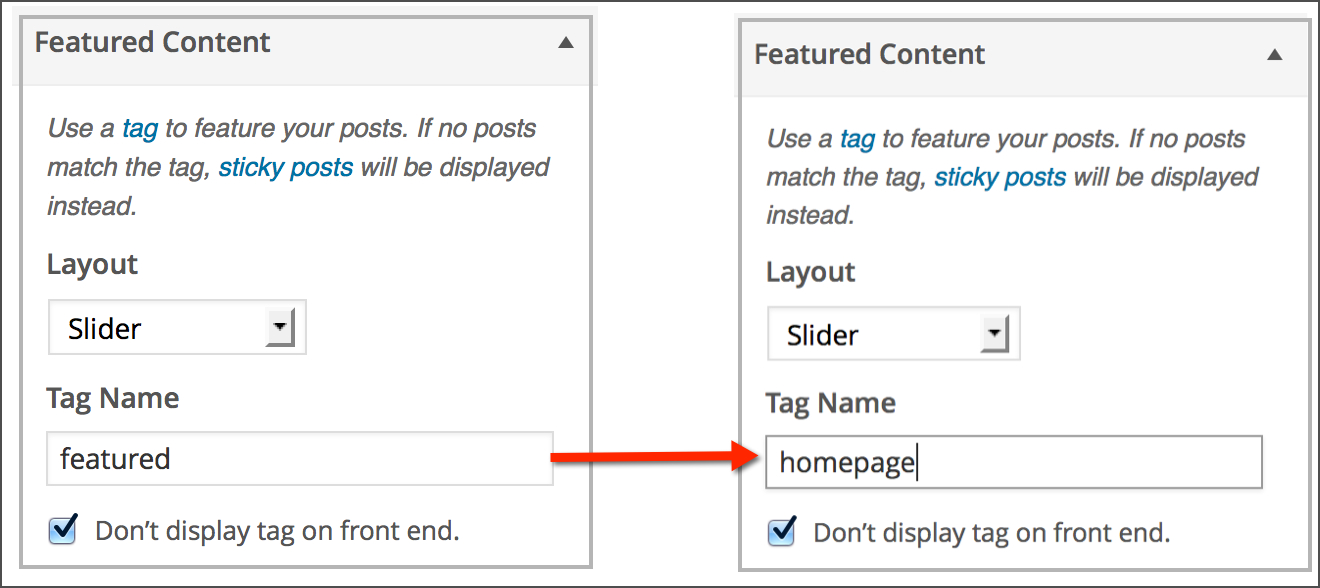 Featured Content
Use a tag to feature your posts. If no posts
match the tag, sticky posts will be displayed
instead.
Layout
Slider
Tag Name
featured
Don’t display tag on front end.
Featured Content
Use a tag to feature your posts. If no posts
match the tag, sticky posts will be displayed
instead.
Layout
Slider
Tag Name
homepage
Don’t display tag on front end.